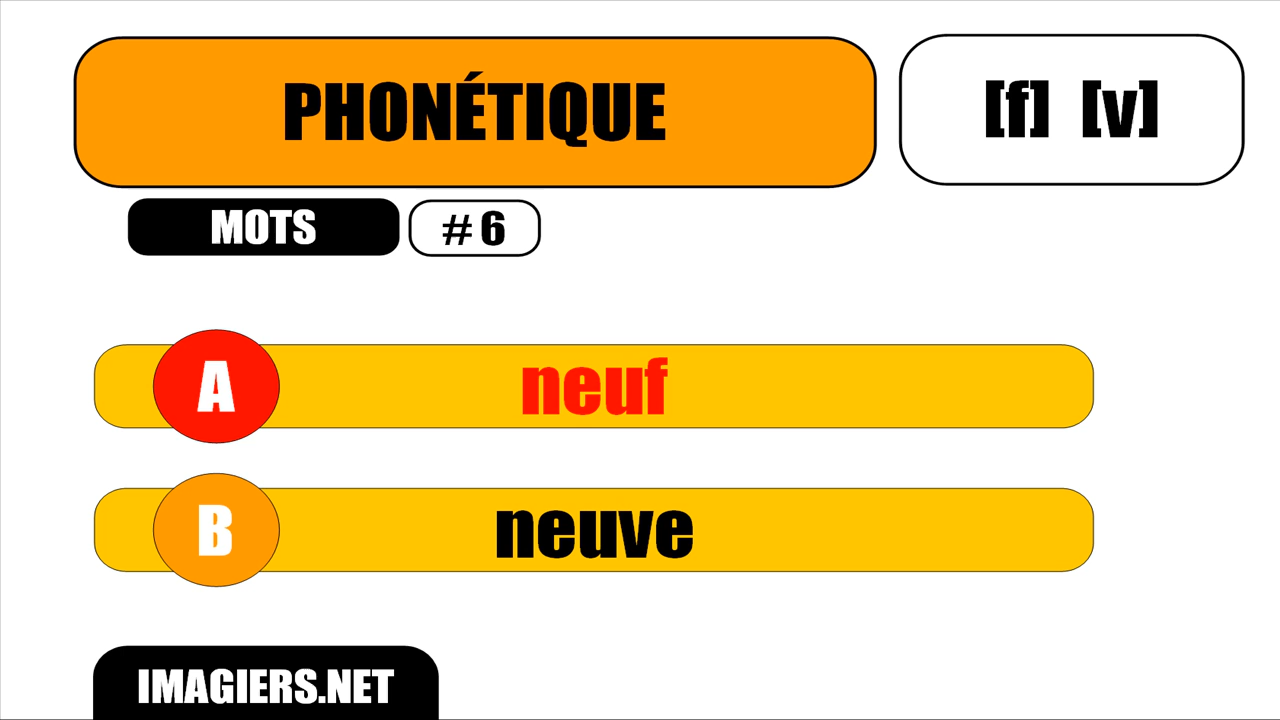 PHONÉTIQUE
[f] [v]
MOTS
# 6
A neuf
B neuve
IMAGIERS.NET